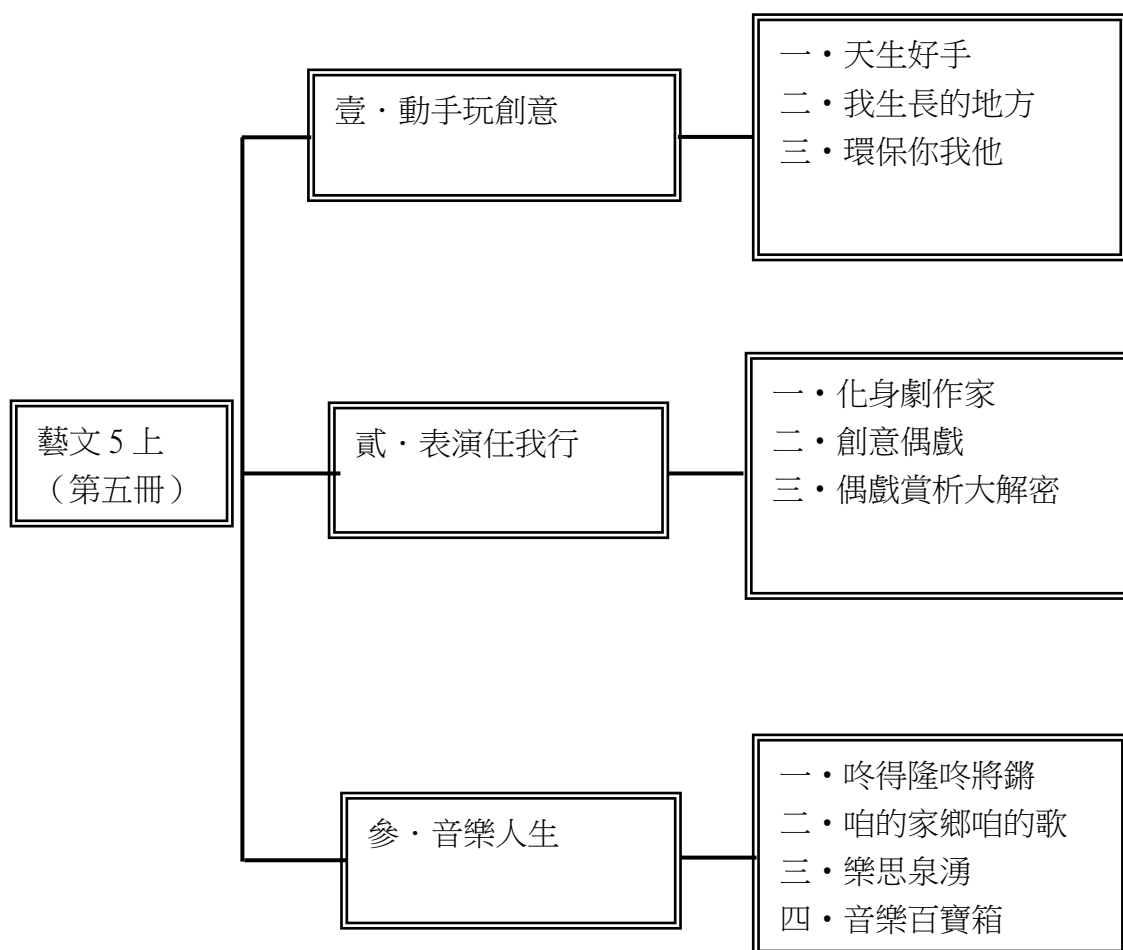 藝文 5 上
（第五冊）
壹．動手玩創意
一・天生好手
二・我生長的地方
三・環保你我他
貳．表演任我行
一・化身劇作家
二・創意偶戲
三・偶戲賞析大解密
參．音樂人生
一・咚得隆咚將鏘
二・咱的家鄉咱的歌
三・樂思泉湧
四・音樂百寶箱